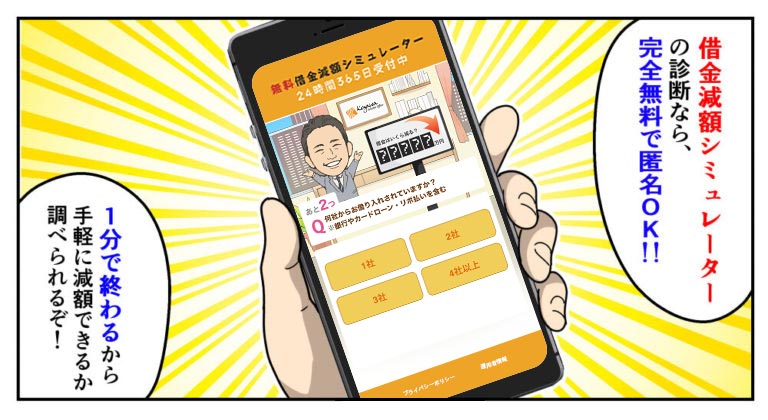 借金減額シミュレーター
の診断なら、
完全無料で匿名OK!!
無料借金減額シミュレーター
24時間365日受付中
借金はいくら減る?
?????万円
あと2つ
Q 何社からお借り入れされていますか?
※銀行やカードローン・リボ払いを含む
1社
2社
3社
4社以上
プライバシーポリシー
運用者情報
1分で終わるから
手軽に減額できるか
調べられるぞ!